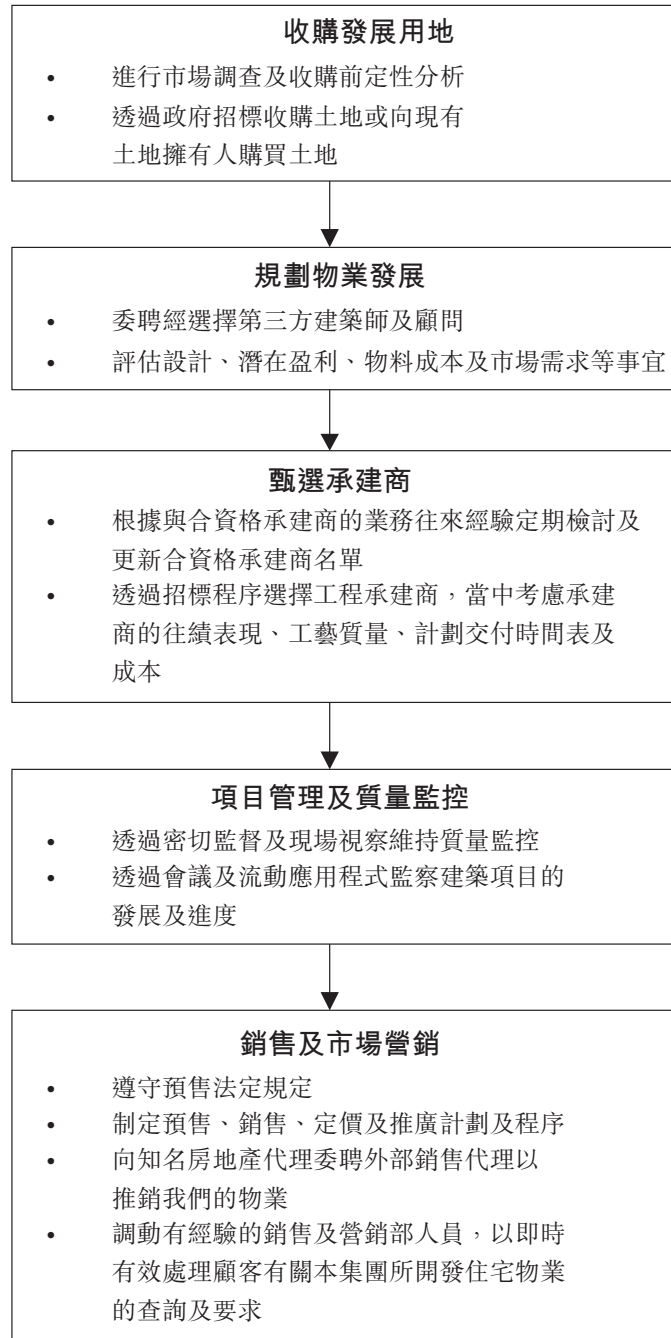 收購發展用地
• 進行市場調查及收購前定性分析
• 透過政府招標收購土地或向現有
土地擁有人購買土地
規劃物業發展
• 委聘經選擇第三方建築師及顧問
• 評估設計、潛在盈利、物料成本及市場需求等事宜
甄選承建商
• 根據與合資格承建商的業務往來經驗定期檢討及
更新合資格承建商名單
• 透過招標程序選擇工程承建商，當中考慮承建
商的往績表現、工藝質量、計劃交付時間表及
成本
項目管理及質量監控
• 透過密切監督及現場視察維持質量監控
• 透過會議及流動應用程式監察建築項目的
發展及進度
銷售及市場營銷
• 遵守預售法定規定
• 制定預售、銷售、定價及推廣計劃及程序
• 向知名房地產代理委聘外部銷售代理以
推銷我們的物業
• 調動有經驗的銷售及營銷部人員，以即時
有效處理顧客有關本集團所開發住宅物業
的查詢及要求